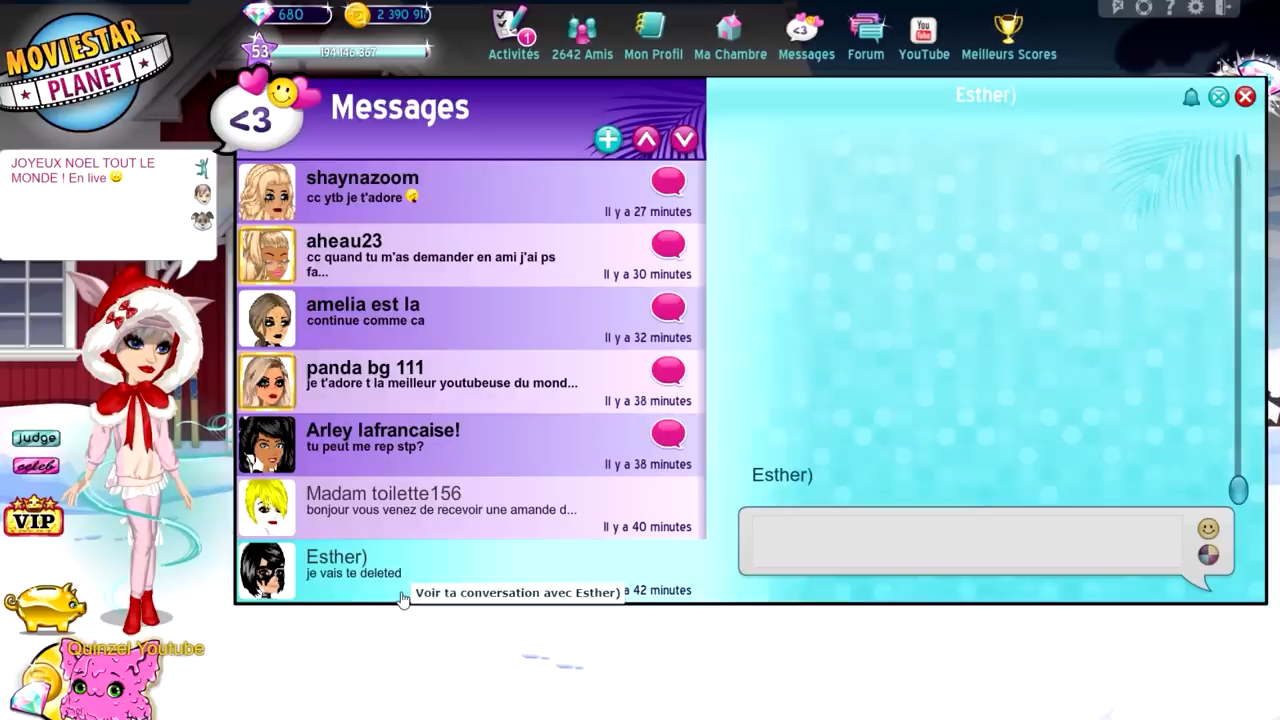 680
2 390 91
53
194.146.367
1
Activités
2642 Amis
Mon Profil
Ma Chambre
<3
Messages
Forum
You
Tube
YouTube
Meilleurs Scores
MOVIESTAR
PLANET
JOYEUX NOEL TOUT LE
MONDE ! En live
<3
Messages
shaynazoom
cc ytb je t'adore
Il y a 27 minutes
aheau23
cc quand tu m'as demander en ami j'ai ps
fa...
Il y a 30 minutes
amelia est la
continue comme ca
Il y a 32 minutes
panda bg 111
je t'adore t la meilleur youtubeuse du mond...
Il y a 38 minutes
Arley lafrancaise!
tu peut me rep stp?
Il y a 38 minutes
Madam toilette156
bonjour vous venez de recevoir une amande d...
Il y a 40 minutes
Esther)
je vais te deleted
Voir ta conversation avec Esther)
a 42 minutes
Esther)
Esther)
judge
celeb
VIP
Quinzel Youtube